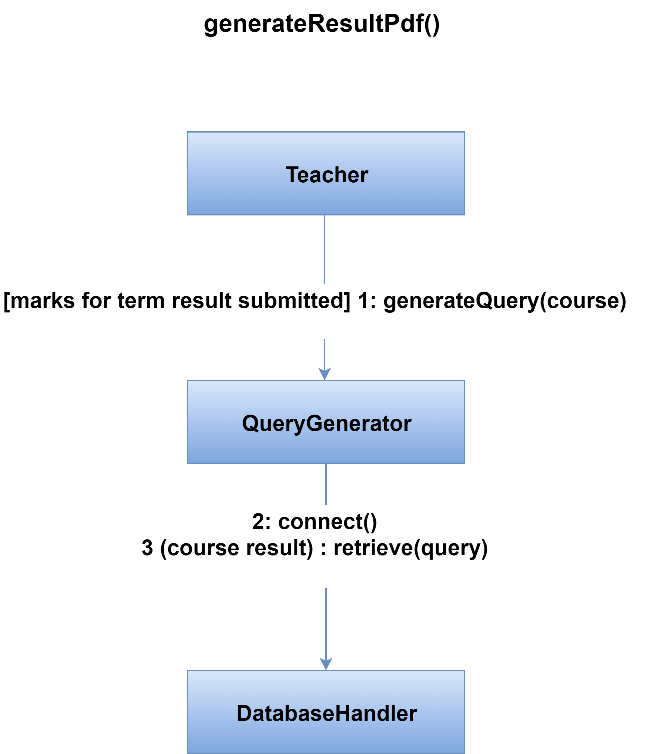 generateResultPdf()
Teacher
[marks for term result submitted] 1: generateQuery(course)
QueryGenerator
2: connect()
3 (course result) : retrieve(query)
DatabaseHandler